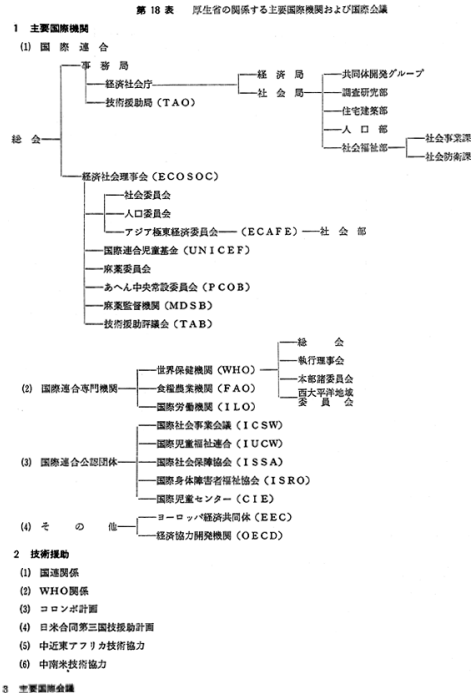 第18表 厚生省の関係する主要国際機関および国際会議
1 主要国際機関
(1) 国際連合
事務局
経済局 共同体開発グループ
経済社会庁
社会局 調査研究部
技術援助局(TAO)
住宅建築部
人口部 社会事業課
総会
社会福祉部
社会防衛課
経済社会理事会(ECOSOC)
社会委員会
人口委員会
アジア極東経済委員会 (ECAFE) 社会部
国際連合児童基金(UNICEF)
麻薬委員会
あへん中央常設委員会(PCOB)
麻薬監督機関(MDSB)
技術援助評議会(TAB)
総会
執行理事会
世界保健機関(WHO)
本部諸委員会
(2) 国際連合専門機関 食糧農業機関(FAO)
西太平洋地域
委員会
国際労働機関(ILO)
国際社会事業会議(ICSW)
国際児童福祉連合(IUCW)
(3) 国際連合公認団体 国際社会保障協会(ISSA)
国際身体障害者福祉協会(ISRO)
国際児童センター(CIE)
ヨーロッパ経済共同体(EEC)
(4) その他
経済協力開発機関(OECD)
2 技術援助
(1) 国連関係
(2) WHO関係
(3) コロンボ計画
(4) 日米合同第三国技援助計画
(5) 中近東アフリカ技術協力
(6) 中南米技術協力
3 主要国際会議